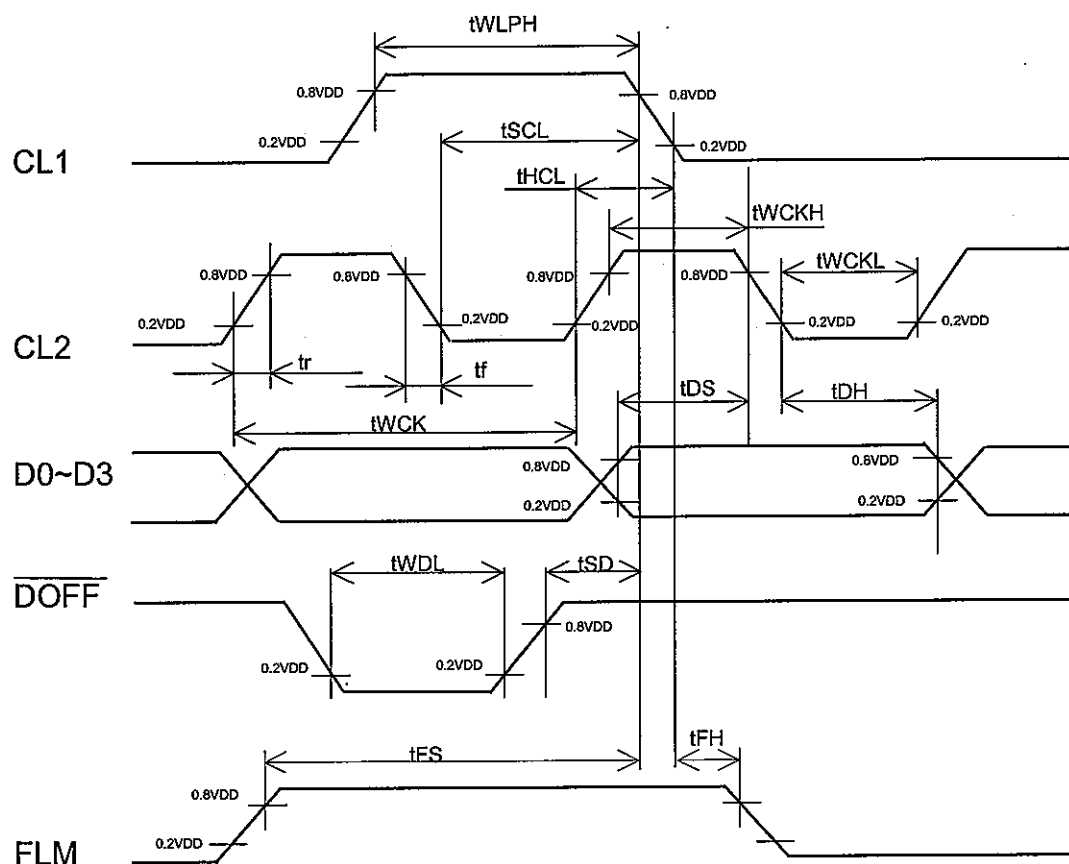 tWLPH
0.8VDD 0.8VDD
0.2VDD tSCL 0.2VDD
CL1
tHCL
tWCKH
0.8VDD 0.8VDD 0.8VDD 0.8VDD tWCKL
0.2VDD 0.2VDD 0.2VDD 0.2VDD 0.2VDD
CL2
tr tf
tDS tDH
tWCK
D0~D3 0.8VDD 0.8VDD
0.2VDD 0.2VDD
tWDL tSD
DOFF
0.8VDD
0.2VDD 0.2VDD
tFS tFH
0.8VDD
0.2VDD
FLM